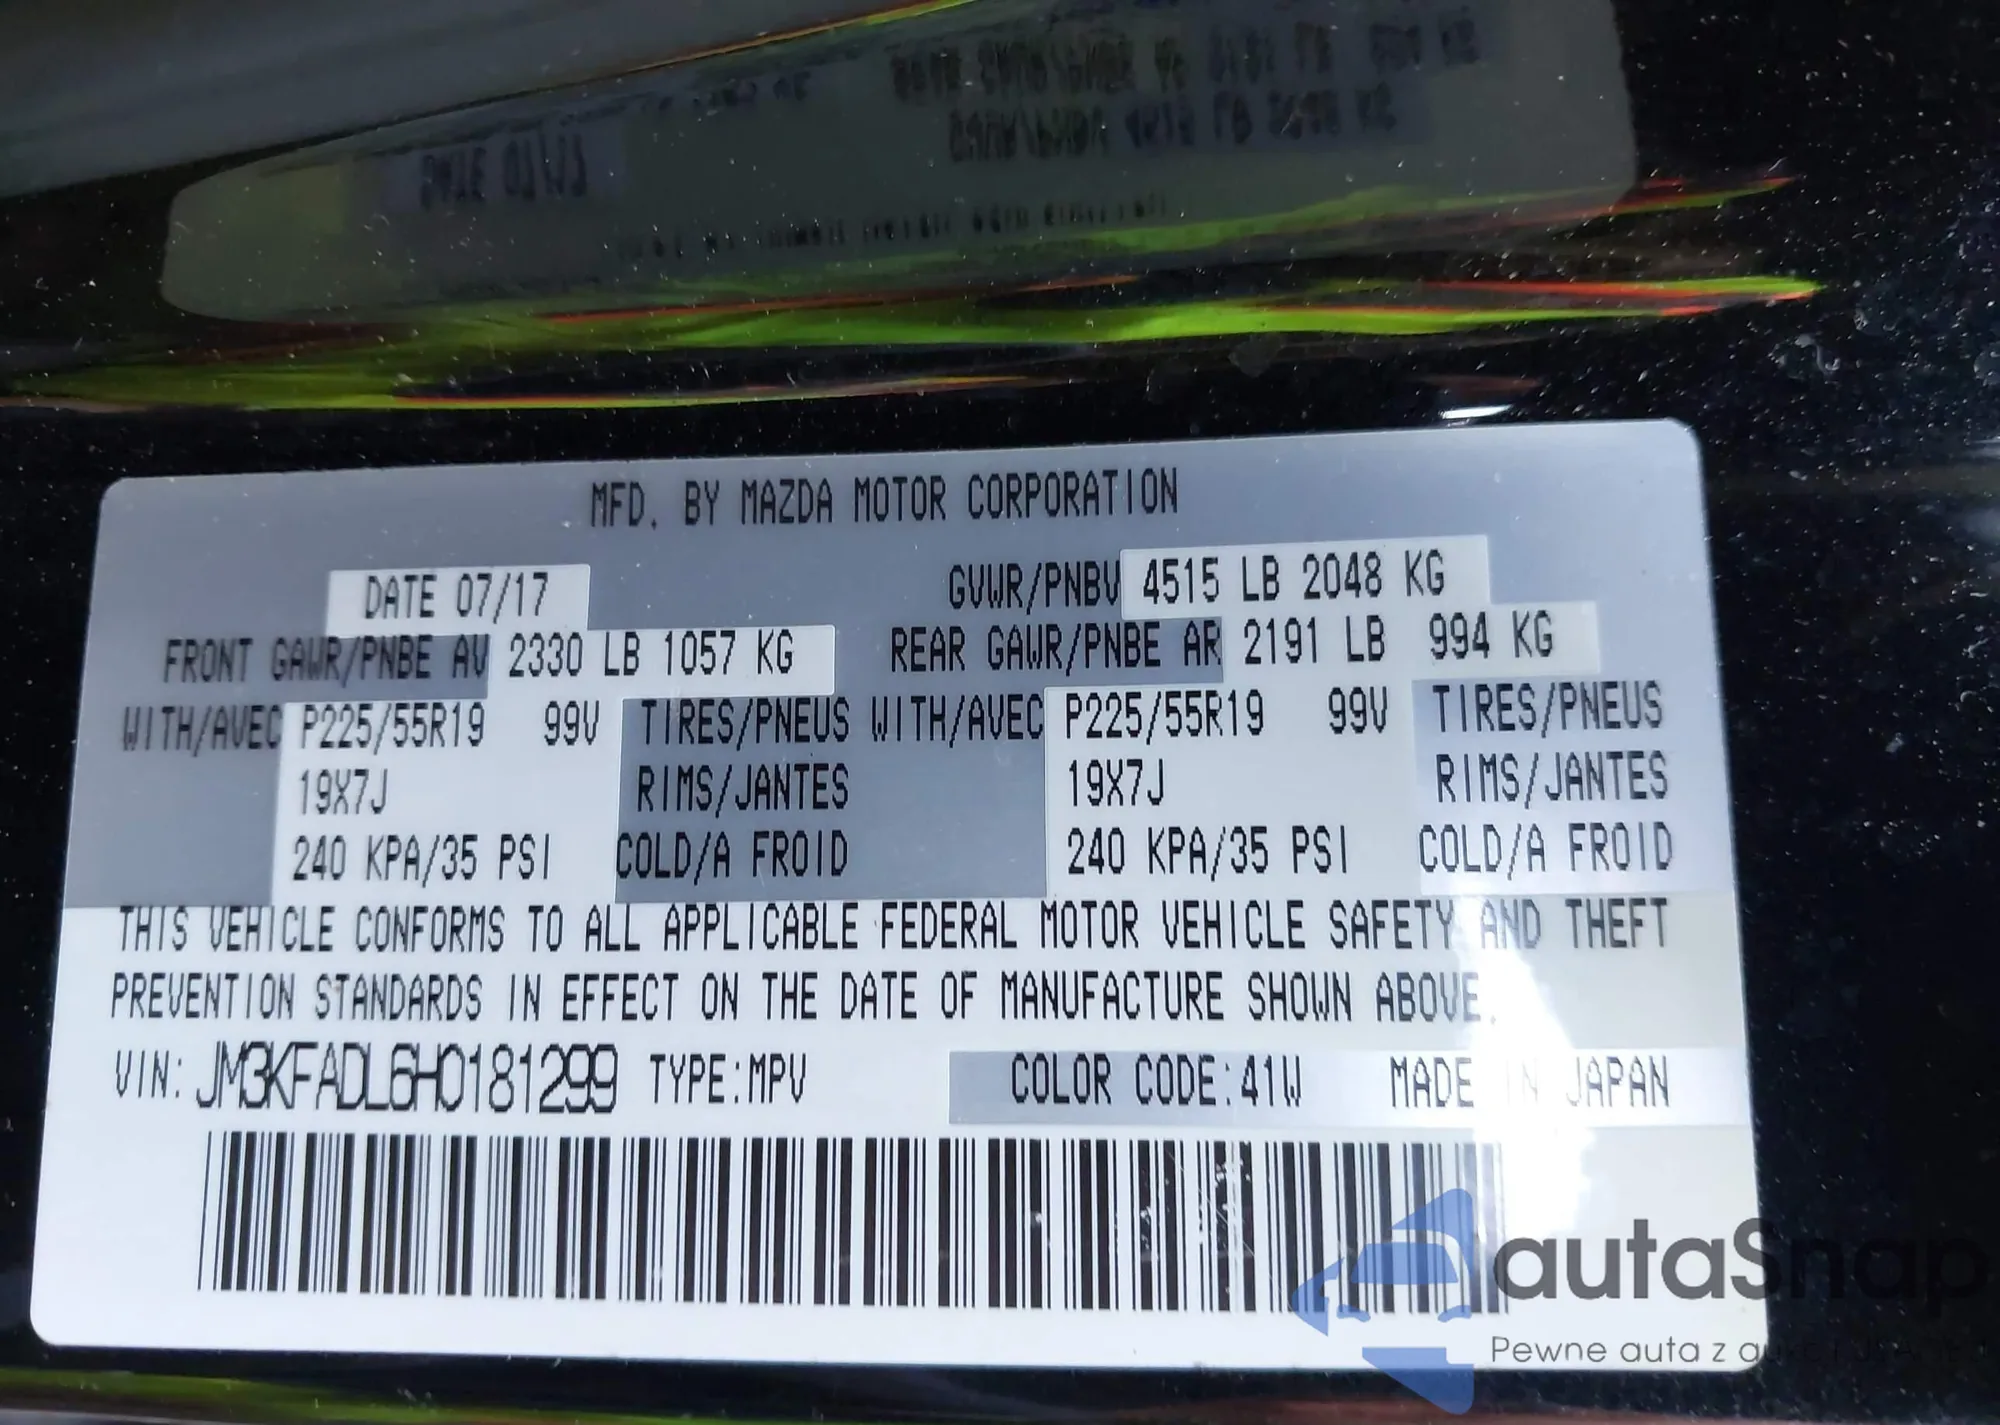 MFD. BY MAZDA MOTOR CORPORATION
DATE 07/17 GVWR/PNBV 4515 LB 2048 KG
FRONT GAWR/PNBE AV 2330 LB 1057 KG REAR GAWR/PNBE AR 2191 LB 994 KG
WITH/AVEC P225/55R19 99V TIRES/PNEUS WITH/AVEC P225/55R19 99V TIRES/PNEUS
19X7J RIMS/JANTES 19X7J RIMS/JANTES
240 KPA/35 PSI COLD/A FROID 240 KPA/35 PSI COLD/A FROID
THIS VEHICLE CONFORMS TO ALL APPLICABLE FEDERAL MOTOR VEHICLE SAFETY AND THEFT
PREVENTION STANDARDS IN EFFECT ON THE DATE OF MANUFACTURE SHOWN ABOVE.
VIN: JM3KFADL6H0181299 TYPE:MPV COLOR CODE:41W MADE IN JAPAN
autaSnap
Pewne auta z